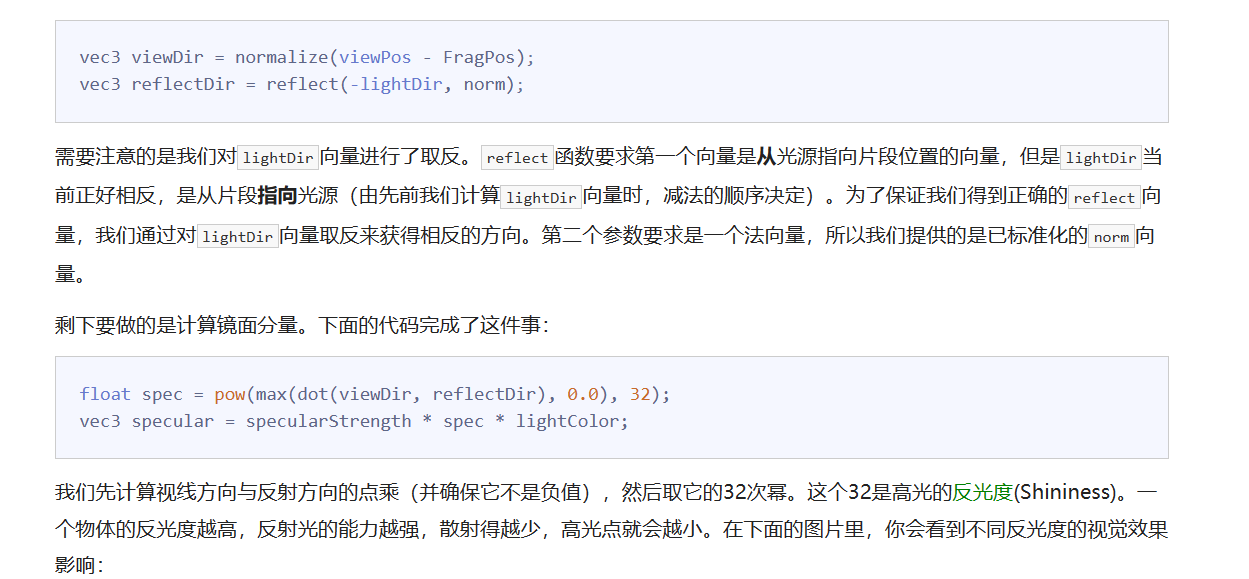 vec3 viewDir = normalize(viewPos - FragPos);
vec3 reflectDir = reflect(-lightDir, norm);
需要注意的是我们对lightDir向量进行了取反。reflect函数要求第一个向量是从光源指向片段位置的向量，但是lightDir当
前正好相反，是从片段指向光源（由先前我们计算lightDir向量时，减法的顺序决定）。为了保证我们得到正确的reflect向
量，我们通过对lightDir向量取反来获得相反的方向。第二个参数要求是一个法向量，所以我们提供的是已标准化的norm向
量。
剩下要做的是计算镜面分量。下面的代码完成了这件事：
float spec = pow(max(dot(viewDir, reflectDir), 0.0), 32);
vec3 specular = specularStrength * spec * lightColor;
我们先计算视线方向与反射方向的点乘（并确保它不是负值），然后取它的32次幂。这个32是高光的反光度(Shininess)。一
个物体的反光度越高，反射光的能力越强，散射得越少，高光点就会越小。在下面的图片里，你会看到不同反光度的视觉效果
影响：